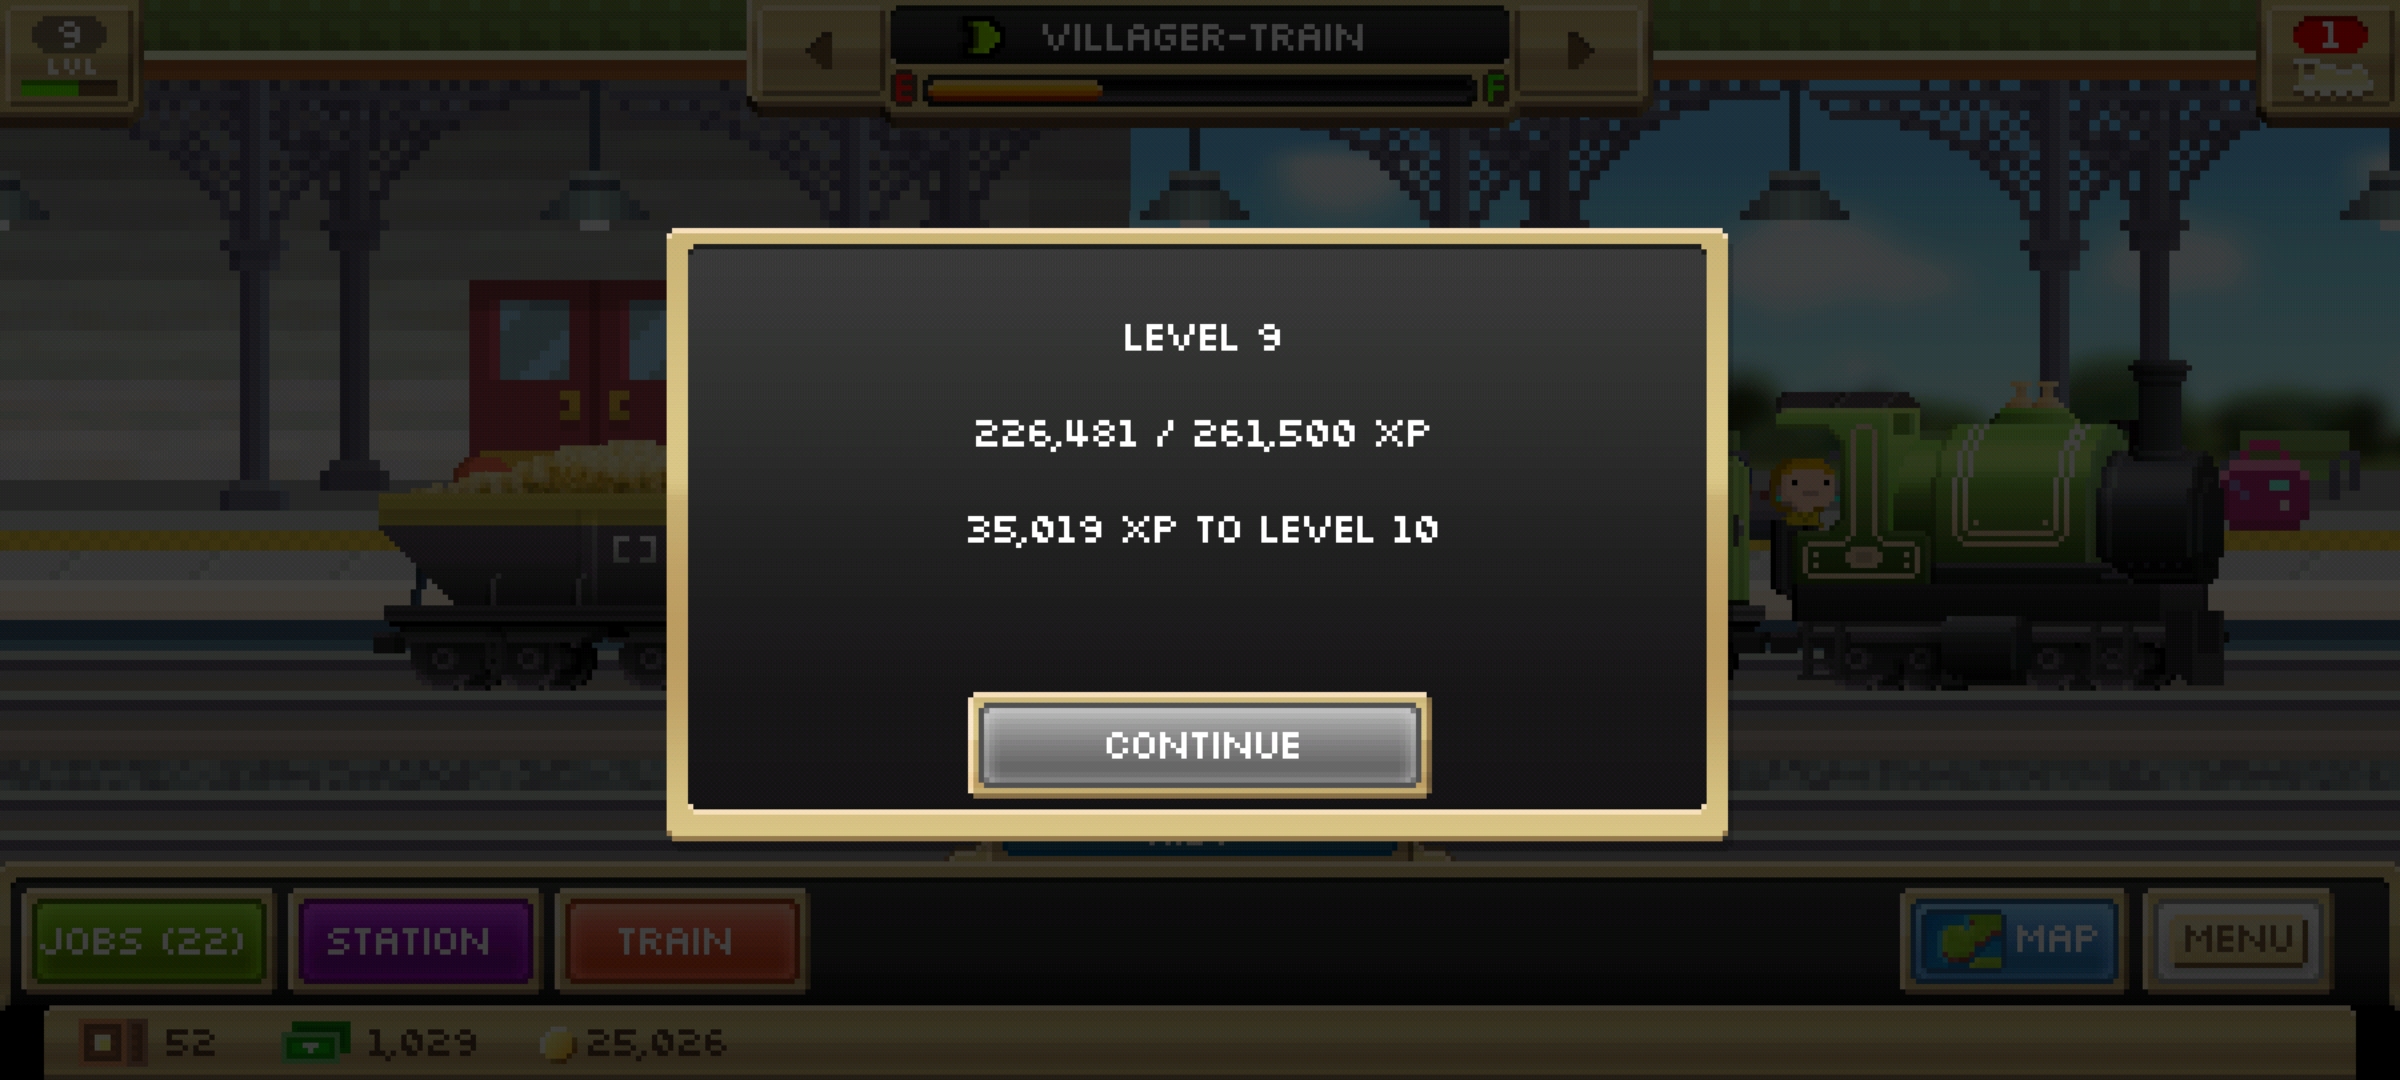 9
LVL
VILLAGER-TRAIN
E
F
1
LEVEL 9
226,481 / 261,500 XP
35,019 XP TO LEVEL 10
CONTINUE
JOBS (22)
STATION
TRAIN
MAP
MENU
52
1,029
25,026